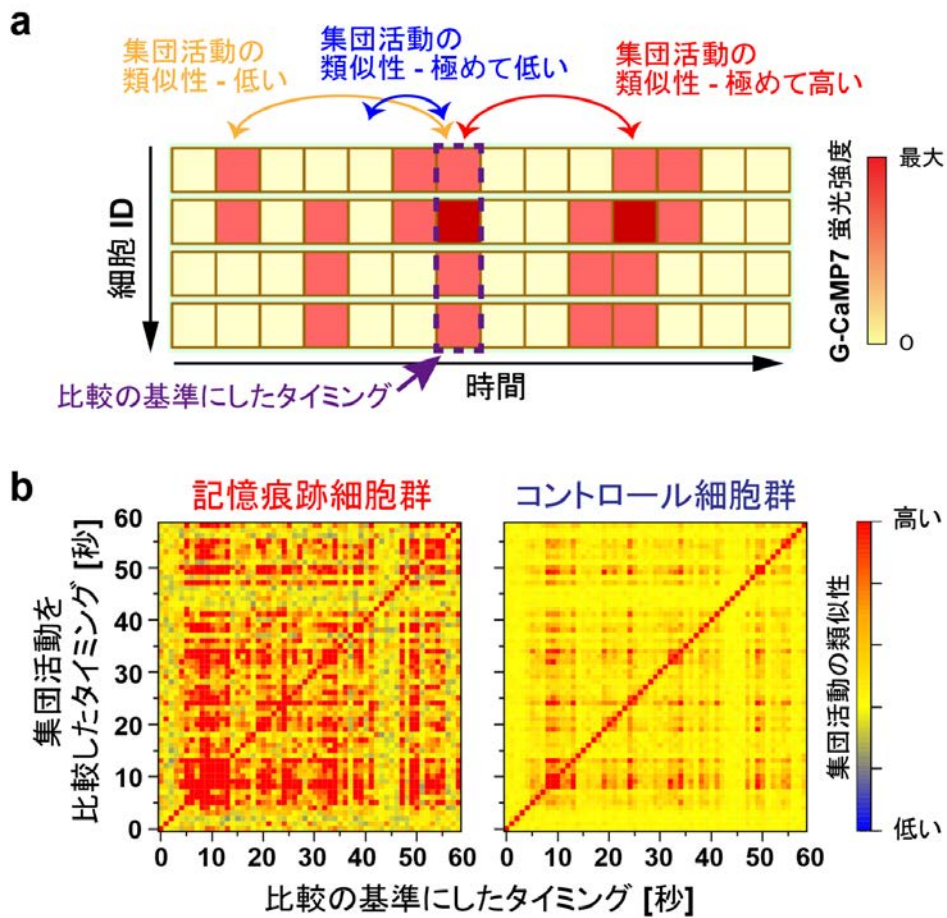 a
集団活動の
類似性 - 低い
集団活動の
類似性 - 極めて低い
集団活動の
類似性 - 極めて高い
細胞 ID
G-CaMP7 蛍光強度
最大
0
時間
比較の基準にしたタイミング
b
記憶痕跡細胞群
コントロール細胞群
集団活動を
比較したタイミング [秒]
60
50
40
30
20
10
0
0 10 20 30 40 50 60
0 10 20 30 40 50 60
比較の基準にしたタイミング [秒]
集団活動の類似性
高い
低い